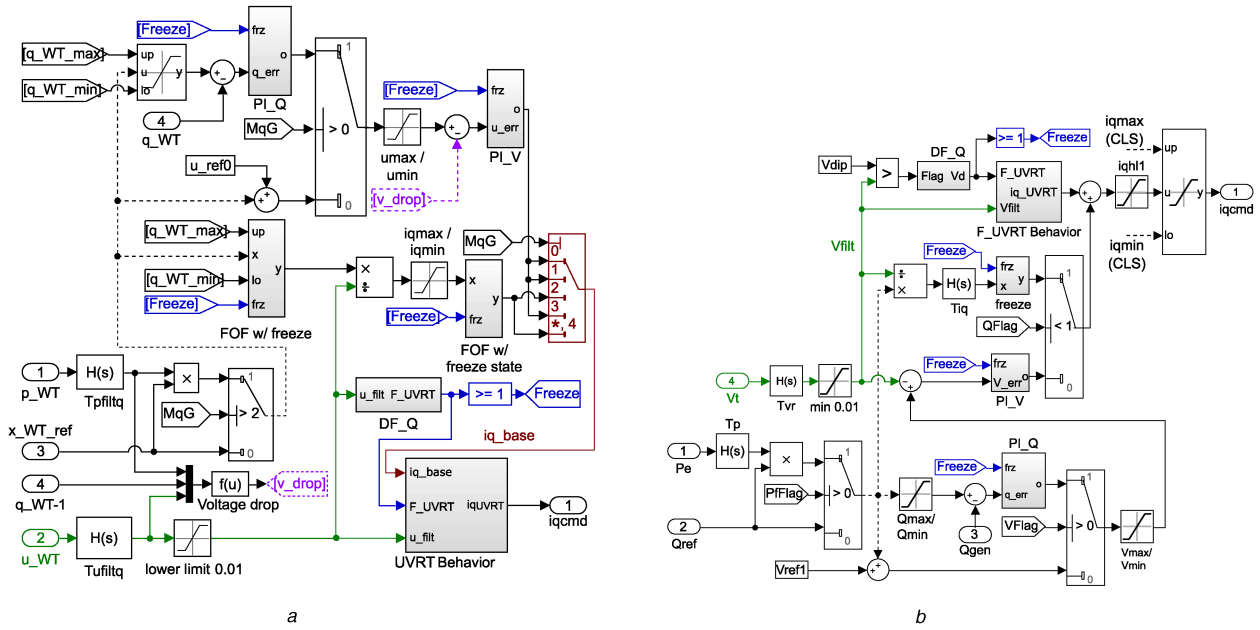 [Freeze]
frz
o
q_err
PI_Q
[q_WT_max]
[q_WT_min]
up
u
lo
y
+
-
4
q_WT
MqG
> 0
1
0
u_ref0
+
+
umax /
umin
[Freeze]
frz
o
u_err
PI_V
+
-
[v_drop]
[q_WT_max]
[q_WT_min]
[Freeze]
up
x
lo
frz
y
FOF w/ freeze
×
÷
iqmax /
iqmin
[Freeze]
x
frz
y
FOF w/
freeze state
MqG
0
1
2
3
*, 4
1
p_WT
H(s)
Tpfiltq
×
MqG
> 2
1
0
x_WT_ref
3
4
q_WT-1
f(u)
Voltage drop
[v_drop]
2
u_WT
H(s)
Tufiltq
lower limit 0.01
u_filt F_UVRT
DF_Q
>= 1
Freeze
iq_base
iq_base
F_UVRT
u_filt
iqUVRT
UVRT Behavior
1
iqcmd
a
Vdip
>
DF_Q
Flag Vd
>= 1
Freeze
F_UVRT
iq_UVRT
Vfilt
F_UVRT Behavior
+
+
iqhl1
iqmax
(CLS)
iqmin
(CLS)
up
u
lo
y
1
iqcmd
Vfilt
÷
×
H(s)
Tiq
Freeze
frz
x
freeze
QFlag
< 1
1
0
Freeze
frz
V_err
o
PI_V
4
Vt
H(s)
Tvr
min 0.01
-
+
1
Pe
Tp
H(s)
×
PfFlag
> 0
1
0
2
Qref
Qmax/
Qmin
+
-
3
Qgen
Freeze
PI_Q
frz
q_err
o
VFlag
> 0
1
0
Vmax/
Vmin
Vref1
+
+
b